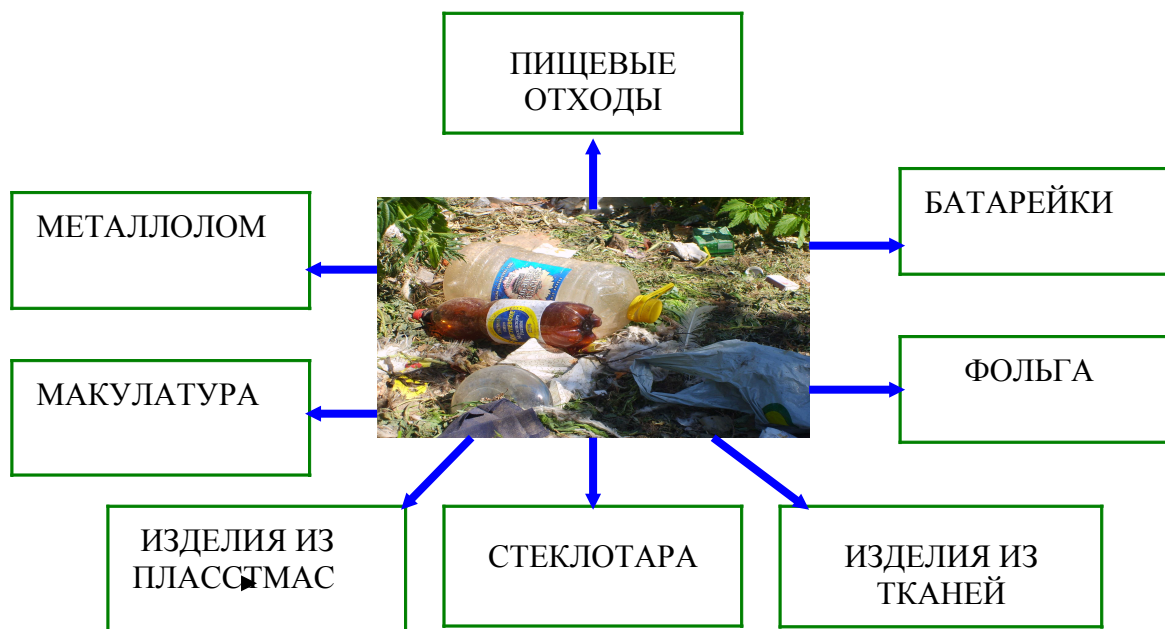 ПИЩЕВЫЕ
ОТХОДЫ
МЕТАЛЛОЛОМ
БАТАРЕЙКИ
МАКУЛАТУРА
ФОЛЬГА
ИЗДЕЛИЯ ИЗ
ПЛАССТМАС
СТЕКЛОТАРА
ИЗДЕЛИЯ ИЗ
ТКАНЕЙ